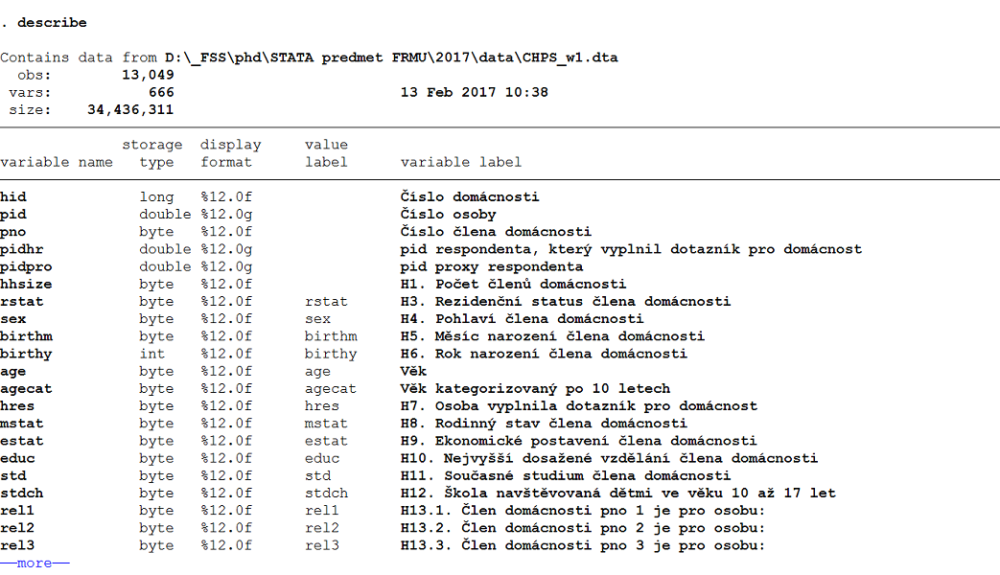 . describe
Contains data from D:\_FSS\phd\STATA predmet FRMU\2017\data\CHPS_w1.dta
obs: 13,049
vars: 666 13 Feb 2017 10:38
size: 34,436,311
storage display value
variable name type format label variable label
hid long %12.0f Číslo domácnosti
pid double %12.0g Číslo osoby
pno byte %12.0f Číslo člena domácnosti
pidhr double %12.0g pid respondenta, který vyplnil dotazník pro domácnost
pidpro double %12.0g pid proxy respondenta
hhsize byte %12.0f H1. Počet členů domácnosti
rstat byte %12.0f rstat H3. Rezidenční status člena domácnosti
sex byte %12.0f sex H4. Pohlaví člena domácnosti
birthm byte %12.0f birthm H5. Měsíc narození člena domácnosti
birthy int %12.0f birthy H6. Rok narození člena domácnosti
age byte %12.0f age Věk
agecat byte %12.0f agecat Věk kategorizovaný po 10 letech
hres byte %12.0f hres H7. Osoba vyplnila dotazník pro domácnost
mstat byte %12.0f mstat H8. Rodinný stav člena domácnosti
estat byte %12.0f estat H9. Ekonomické postavení člena domácnosti
educ byte %12.0f educ H10. Nejvyšší dosažené vzdělání člena domácnosti
std byte %12.0f std H11. Současné studium člena domácnosti
stdch byte %12.0f stdch H12. Škola navštěvovaná dětmi ve věku 10 až 17 let
rel1 byte %12.0f rel1 H13.1. Člen domácnosti pno 1 je pro osobu:
rel2 byte %12.0f rel2 H13.2. Člen domácnosti pno 2 je pro osobu:
rel3 byte %12.0f rel3 H13.3. Člen domácnosti pno 3 je pro osobu:
—more—